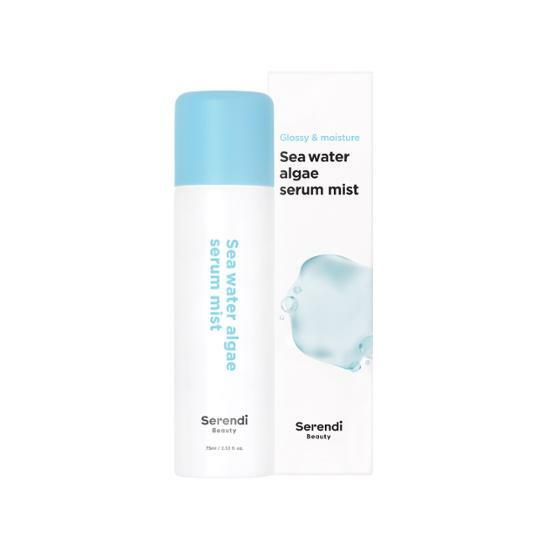 Glossy & moisture
Sea water
algae
serum mist
Sea water algae
serum mist
Serendi
Beauty
Serendi
Beauty